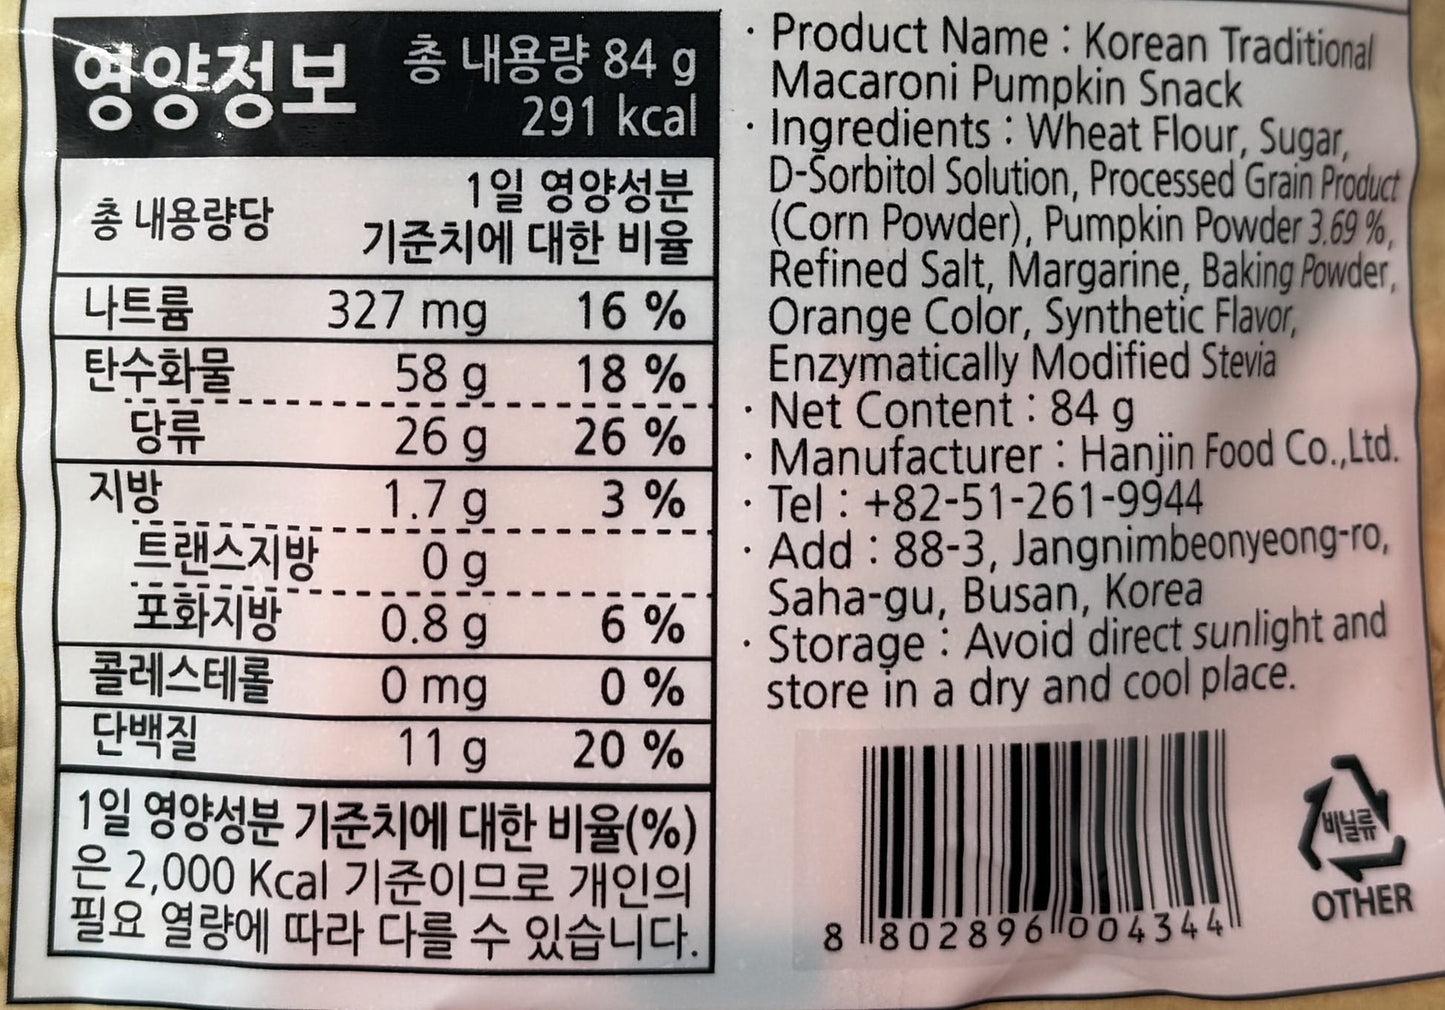 영양정보
총 내용량 84 g
291 kcal
총 내용량당
1일 영양성분
기준치에 대한 비율
나트륨 327 mg 16 %
탄수화물 58 g 18 %
당류 26 g 26 %
지방 1.7 g 3 %
트랜스지방 0 g
포화지방 0.8 g 6 %
콜레스테롤 0 mg 0 %
단백질 11 g 20 %
1일 영양성분 기준치에 대한 비율(%)
은 2,000 Kcal 기준이므로 개인의
필요 열량에 따라 다를 수 있습니다.
· Product Name : Korean Traditional
Macaroni Pumpkin Snack
· Ingredients : Wheat Flour, Sugar,
D-Sorbitol Solution, Processed Grain Product
(Corn Powder), Pumpkin Powder 3.69 %,
Refined Salt, Margarine, Baking Powder,
Orange Color, Synthetic Flavor,
Enzymatically Modified Stevia
· Net Content : 84 g
· Manufacturer : Hanjin Food Co.,Ltd.
· Tel : +82-51-261-9944
· Add : 88-3, Jangnimbeonyeong-ro,
Saha-gu, Busan, Korea
· Storage : Avoid direct sunlight and
store in a dry and cool place.
8 802896 004344
비닐류
OTHER